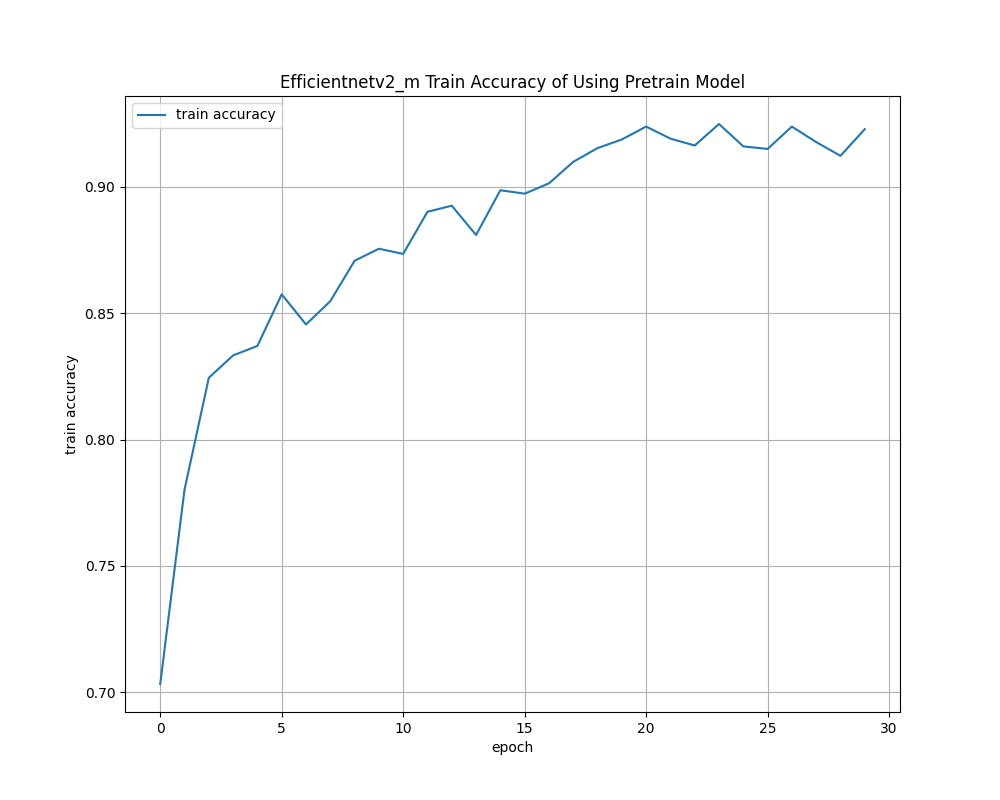 Efficientnetv2_m Train Accuracy of Using Pretrain Model
train accuracy
0.90
0.85
0.80
0.75
0.70
train accuracy
0 5 10 15 20 25 30
epoch